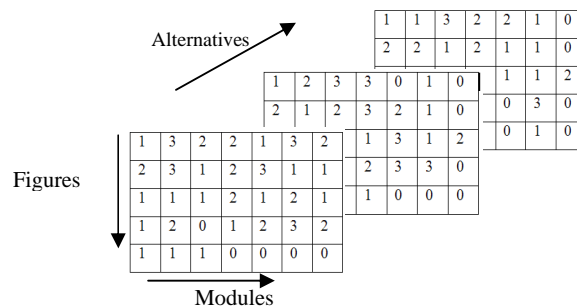 Alternatives
1 1 3 2 2 1 0
2 2 1 2 1 1 0
1 1 2
0 3 0
0 1 0
1 2 3 3 0 1 0
2 1 2 3 2 1 0
1 3 1 2
2 3 3 0
1 0 0 0
Figures
1 3 2 2 1 3 2
2 3 1 2 3 1 1
1 1 1 2 1 2 1
1 2 0 1 2 3 2
1 1 1 0 0 0 0
Modules